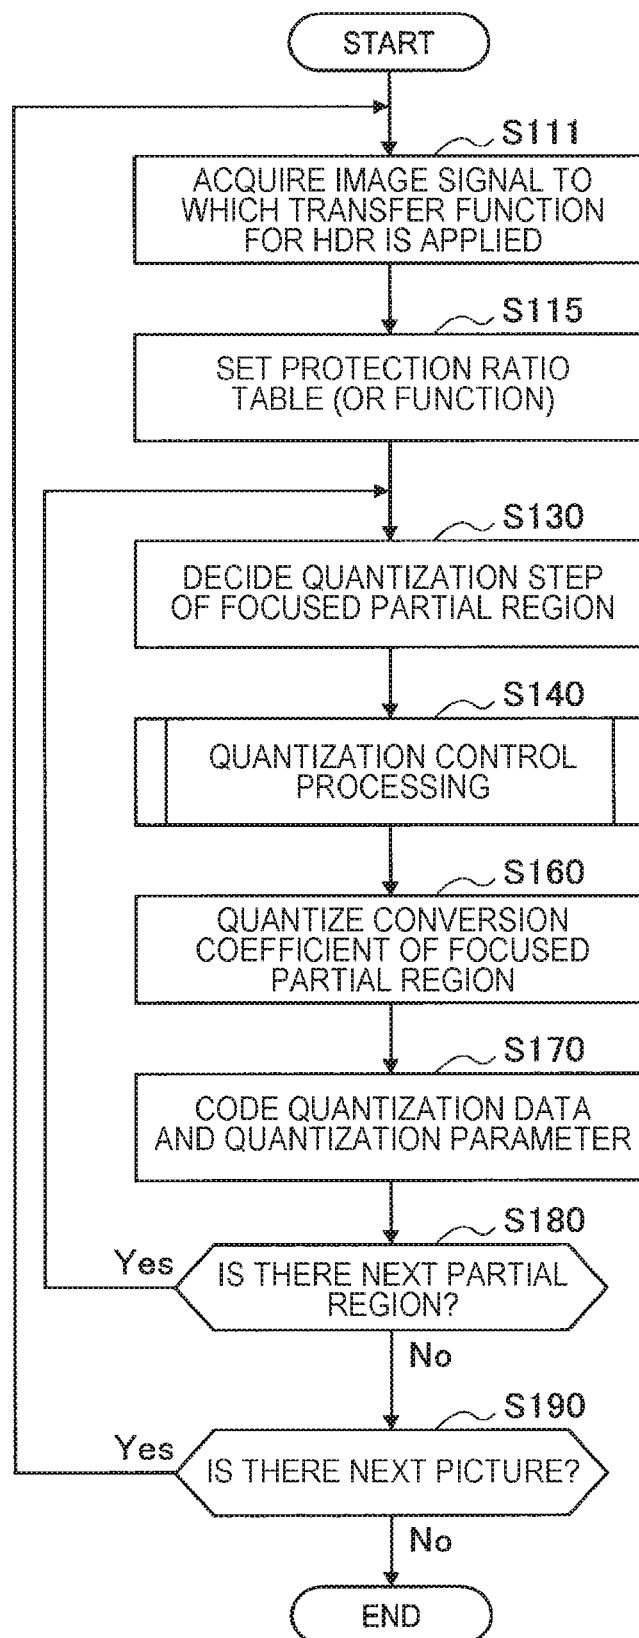 START
S111
ACQUIRE IMAGE SIGNAL TO
WHICH TRANSFER FUNCTION
FOR HDR IS APPLIED
S115
SET PROTECTION RATIO
TABLE (OR FUNCTION)
S130
DECIDE QUANTIZATION STEP
OF FOCUSED PARTIAL REGION
S140
QUANTIZATION CONTROL
PROCESSING
S160
QUANTIZE CONVERSION
COEFFICIENT OF FOCUSED
PARTIAL REGION
S170
CODE QUANTIZATION DATA
AND QUANTIZATION PARAMETER
S180
Yes
IS THERE NEXT PARTIAL
REGION?
No
S190
Yes
IS THERE NEXT PICTURE?
No
END